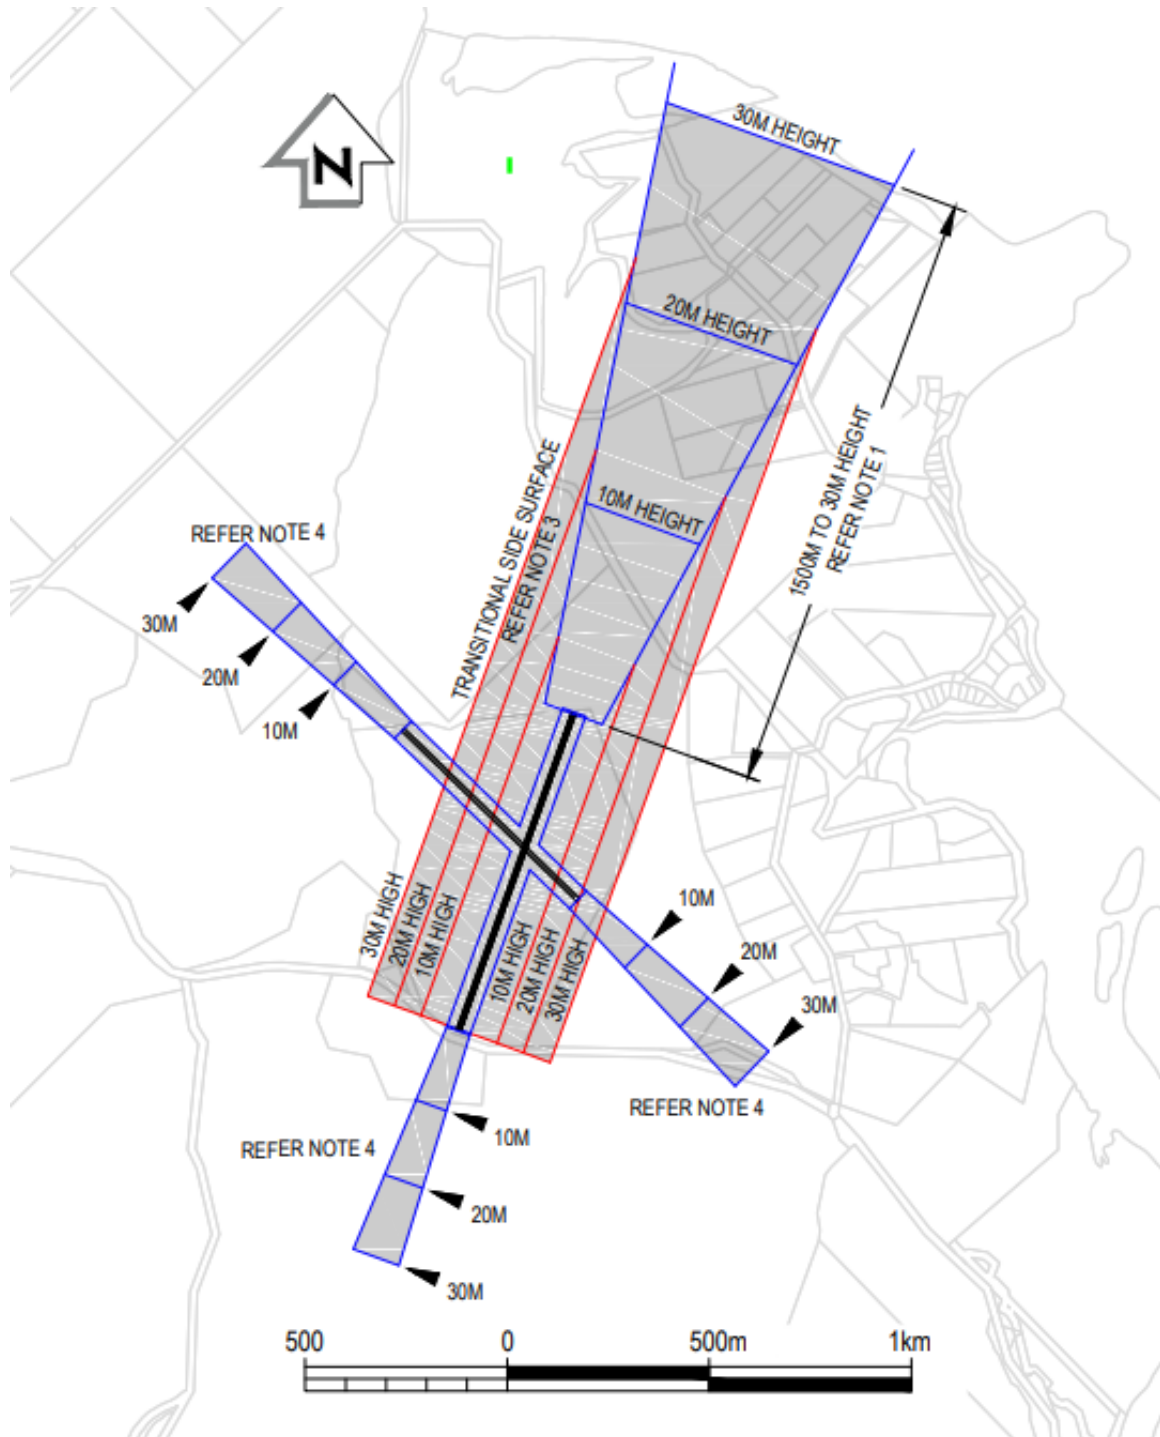 30M HEIGHT
N
20M HEIGHT
1500M TO 30M HEIGHT
REFER NOTE 1
TRANSITIONAL SIDE SURFACE
REFER NOTE 3
10M HEIGHT
REFER NOTE 4
30M
20M
10M
30M HIGH
20M HIGH
10M HIGH
10M HIGH
20M HIGH
30M HIGH
10M
20M
30M
REFER NOTE 4
10M
REFER NOTE 4
20M
30M
500 0 500m 1km